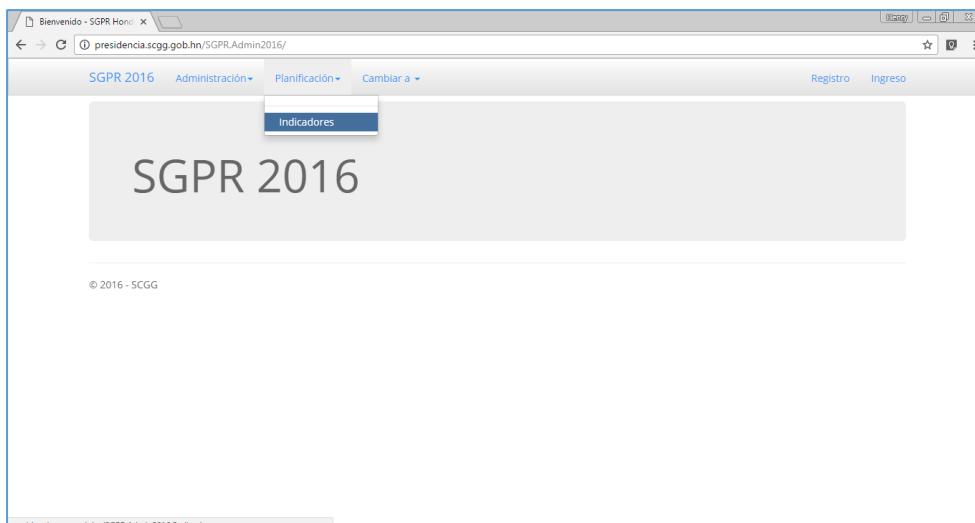 Bienvenido - SGPR Hond
Henry
presidencia.scgg.gob.hn/SGPR.Admin2016/
SGPR 2016 Administración Planificación Cambiar a Registro Ingreso
Indicadores
SGPR 2016
© 2016 - SCGG